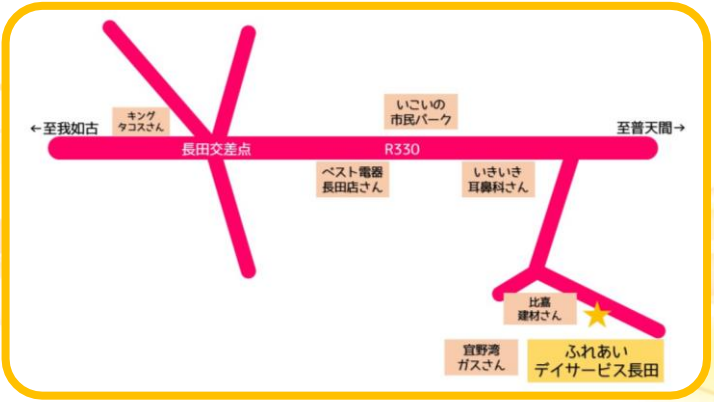 いこいの
市民パーク
キング
タコスさん
←至我如古
至普天間→
長田交差点
R330
ベスト電器
長田店さん
いきいき
耳鼻科さん
比嘉
建材さん
宜野湾
ガスさん
ふれあい
デイサービス長田